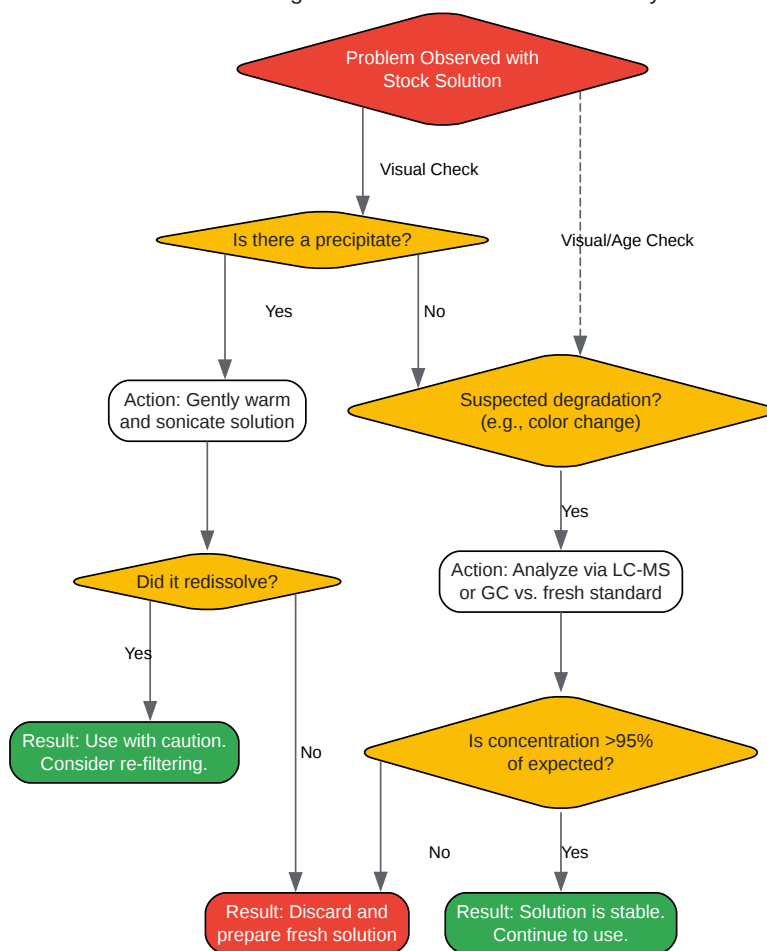 Problem Observed with
Stock Solution
Visual Check
Is there a precipitate?
Visual/Age Check
Yes
No
Action: Gently warm
and sonicate solution
Suspected degradation?
(e.g., color change)
Yes
Did it redissolve?
Action: Analyze via LC-MS
or GC vs. fresh standard
Yes
Result: Use with caution.
Consider re-filtering.
No
Is concentration >95%
of expected?
No
Yes
Result: Discard and
prepare fresh solution
Result: Solution is stable.
Continue to use.